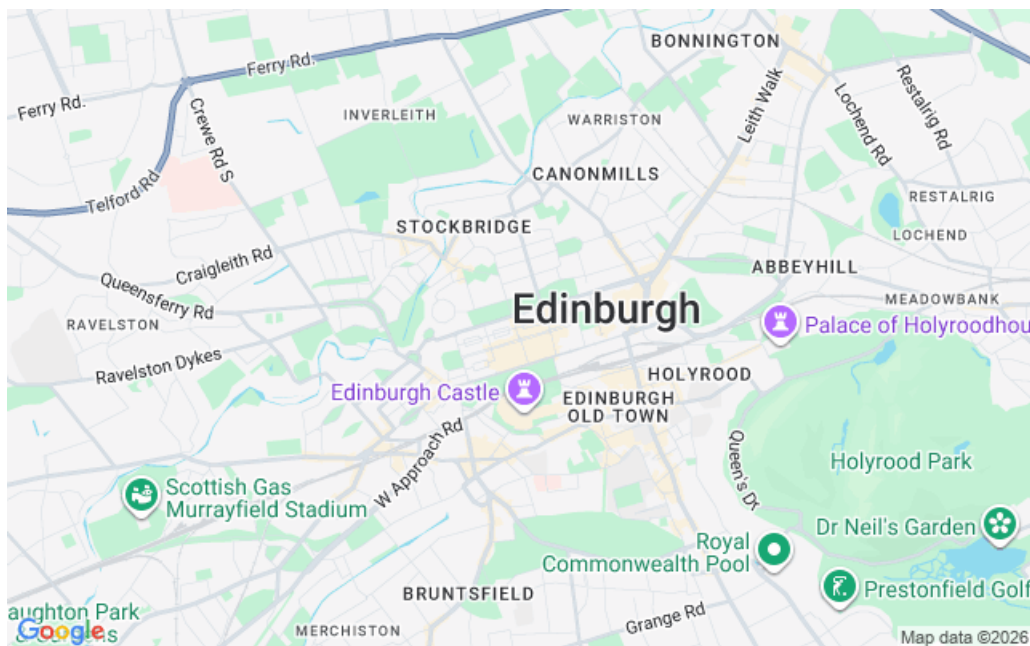 BONNINGTON
Ferry Rd.
Ferry Rd.
Crewe Rd S
INVERLEITH
WARRISTON
Leith Walk
Lochend Rd
Restalrig Rd
Telford Rd
CANONMILLS
RESTALRIG
STOCKBRIDGE
LOCHEND
Craigleith Rd
ABBEYHILL
Queensferry Rd
Edinburgh
MEADOWBANK
RAVELSTON
Palace of Holyroodhou
Ravelston Dykes
HOLYROOD
Edinburgh Castle
EDINBURGH
OLD TOWN
W Approach Rd
Queen's Dr
Holyrood Park
Scottish Gas
Murrayfield Stadium
Dr Neil's Garden
Royal
Commonwealth Pool
Prestonfield Golf
BRUNTSFIELD
aughton Park
Grange Rd
MERCHISTON
Google
Map data ©2026